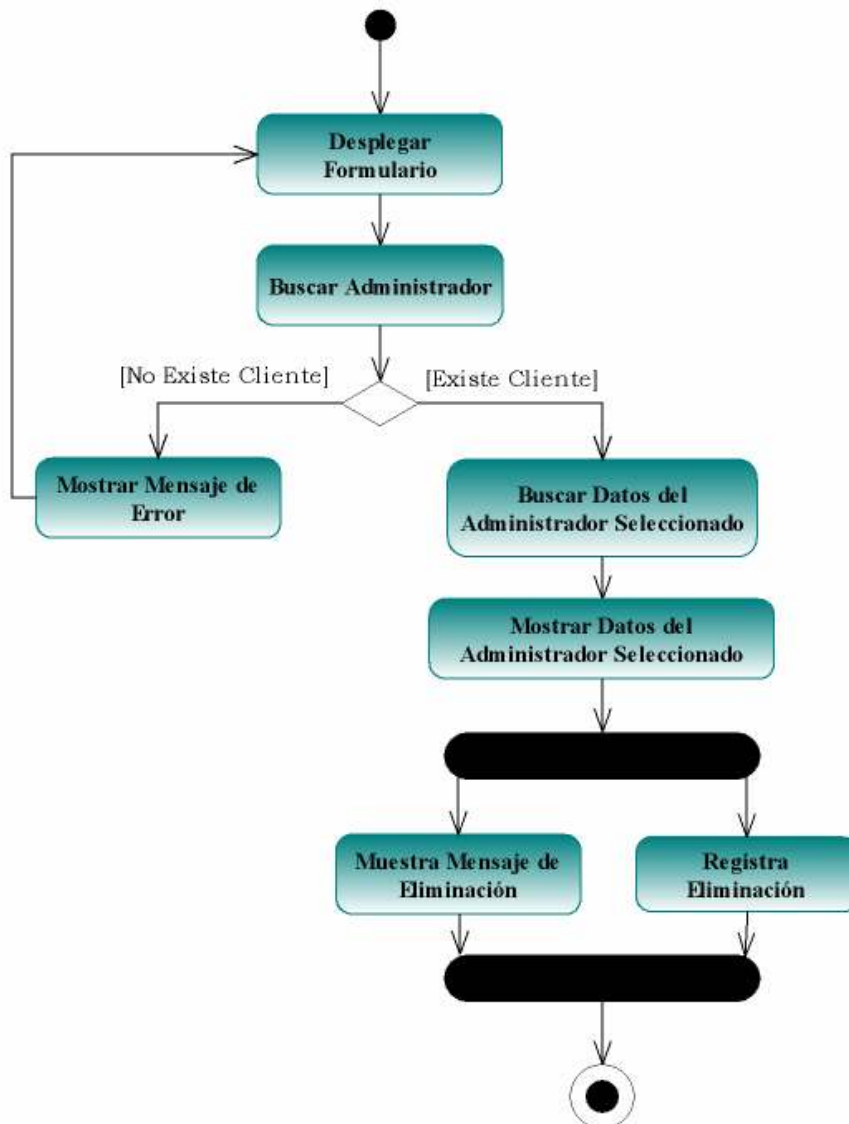 Desplegar
Formulario
Buscar Administrador
[No Existe Cliente]
[Existe Cliente]
Mostrar Mensaje de
Error
Buscar Datos del
Administrador Seleccionado
Mostrar Datos del
Administrador Seleccionado
Muestra Mensaje de
Eliminación
Registra
Eliminación